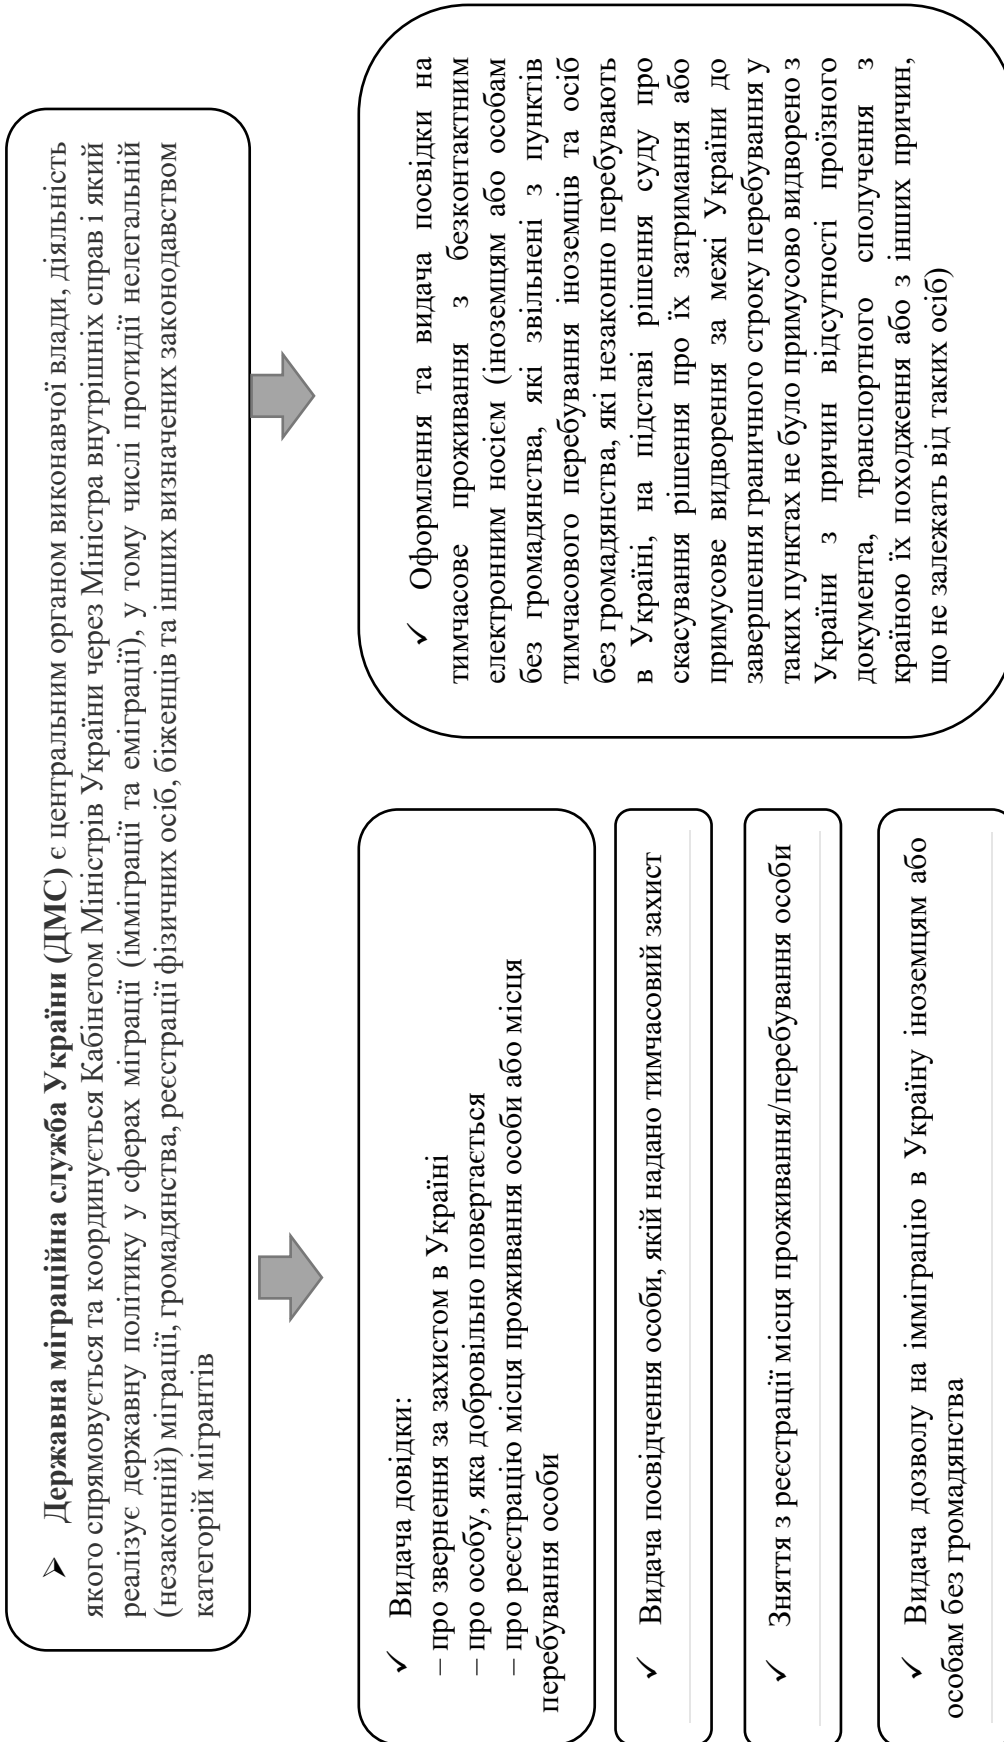 ➢ Державна міграційна служба України (ДМС) є центральним органом виконавчої влади, діяльність
якого спрямовується та координується Кабінетом Міністрів України через Міністра внутрішніх справ і який
реалізує державну політику у сферах міграції (імміграції та еміграції), у тому числі протидії нелегальній
(незаконній) міграції, громадянства, реєстрації фізичних осіб, біженців та інших визначених законодавством
категорій мігрантів
✓ Видача довідки:
– про звернення за захистом в Україні
– про особу, яка добровільно повертається
– про реєстрацію місця проживання особи або місця
перебування особи
✓ Видача посвідчення особи, якій надано тимчасовий захист
✓ Зняття з реєстрації місця проживання/перебування особи
✓ Видача дозволу на імміграцію в Україну іноземцям або
особам без громадянства
✓ Оформлення та видача посвідки на
тимчасове проживання з безконтактним
електронним носієм (іноземцям або особам
без громадянства, які звільнені з пунктів
тимчасового перебування іноземців та осіб
без громадянства, які незаконно перебувають
в Україні, на підставі рішення суду про
скасування рішення про їх затримання або
примусове видворення за межі України до
завершення граничного строку перебування у
таких пунктах не було примусово видворено з
України з причин відсутності проїзного
документа, транспортного сполучення з
країною їх походження або з інших причин,
що не залежать від таких осіб)